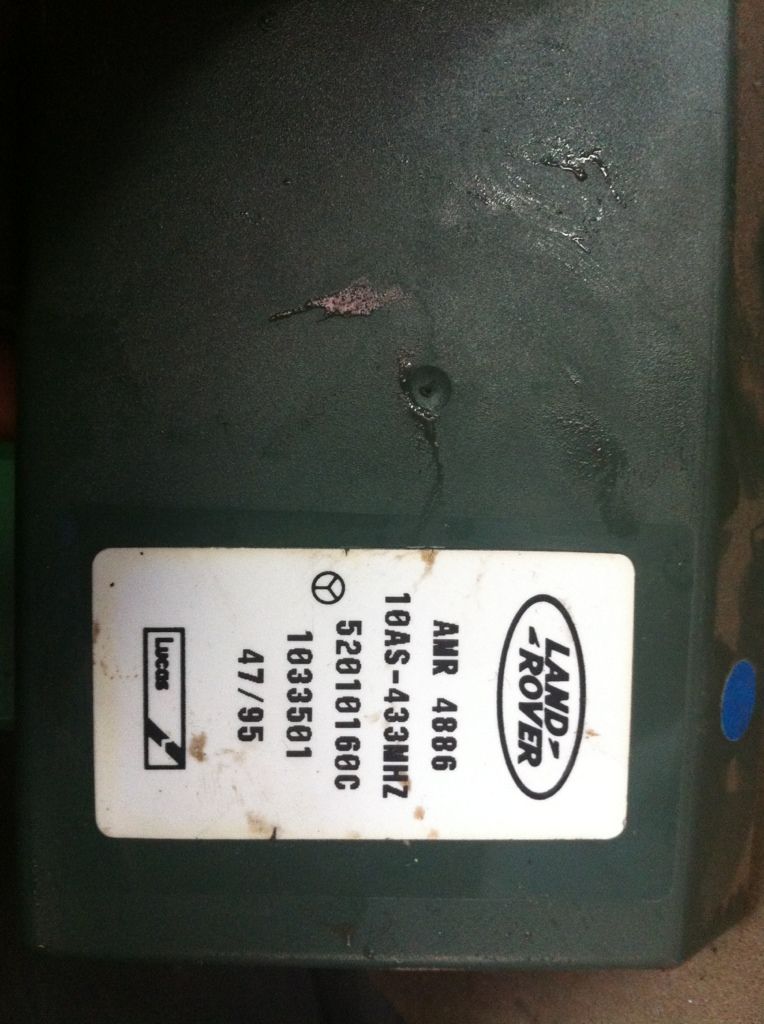 LAND-
-ROVER
AMR 4886
10AS-433MHZ
52010160C
1033501
47/95
Lucas